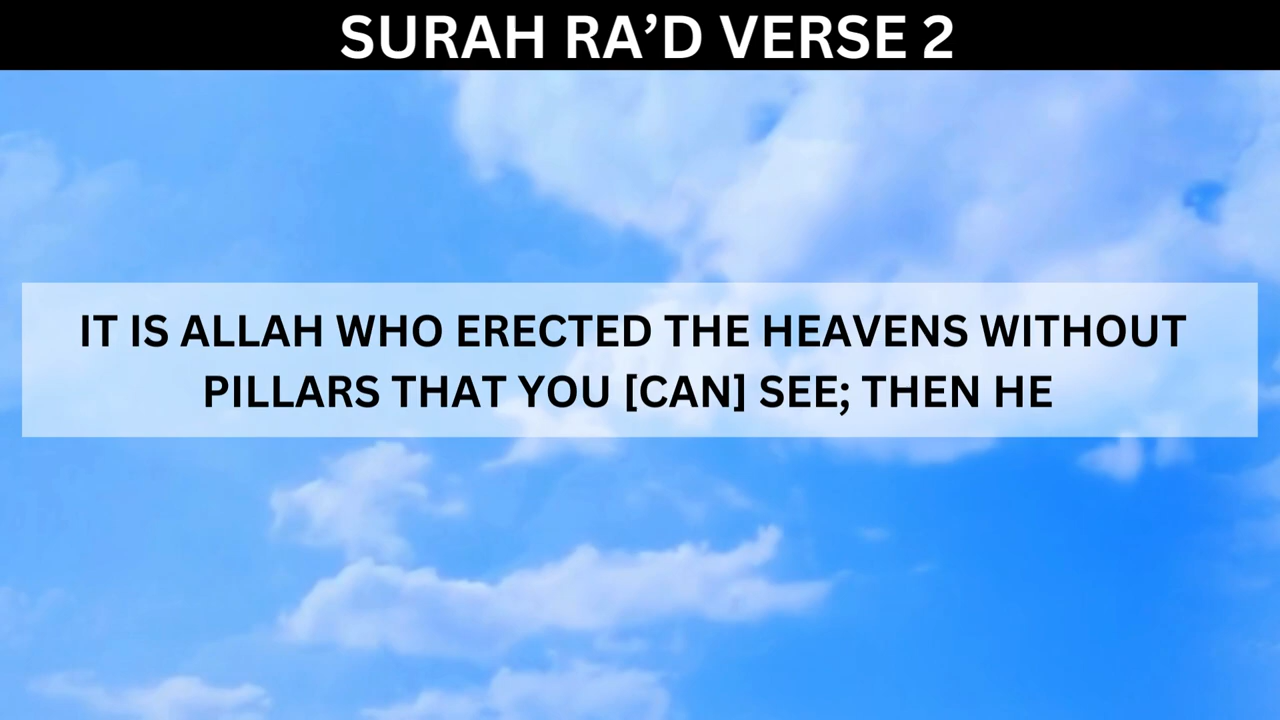 SURAH RA’D VERSE 2
IT IS ALLAH WHO ERECTED THE HEAVENS WITHOUT
PILLARS THAT YOU [CAN] SEE; THEN HE